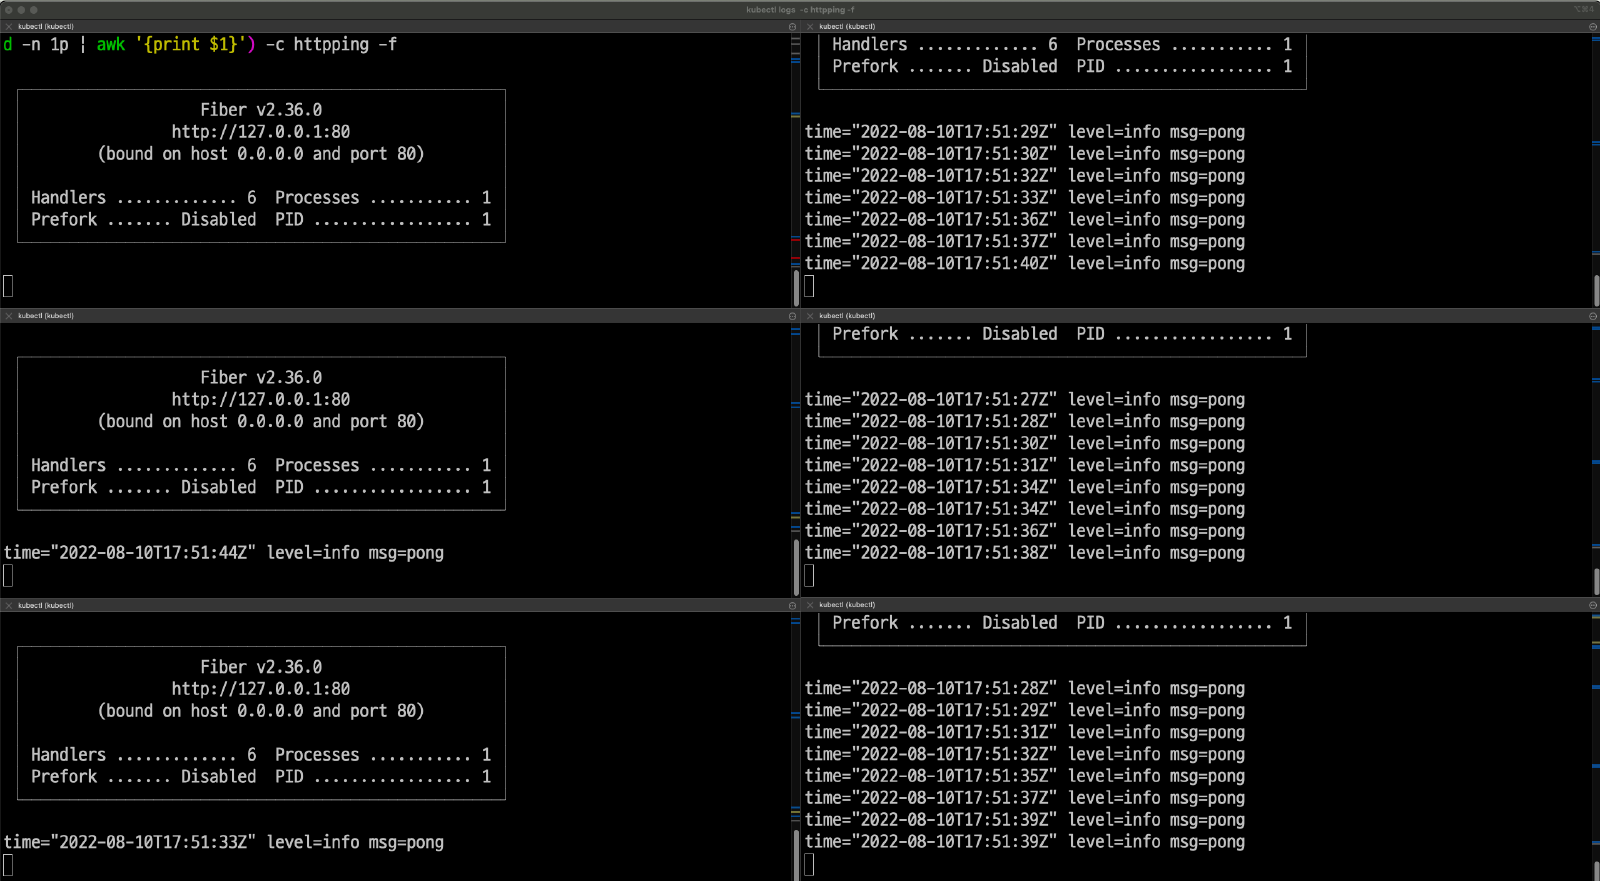 kubectl logs -c httpping -f
⌥⌘4
kubectl (kubectl)
d -n 1p | awk '{print $1}') -c httpping -f
Fiber v2.36.0
http://127.0.0.1:80
(bound on host 0.0.0.0 and port 80)
Handlers ............. 6  Processes ........... 1
Prefork ....... Disabled  PID ................. 1
kubectl (kubectl)
Handlers ............. 6  Processes ........... 1
Prefork ....... Disabled  PID ................. 1
time="2022-08-10T17:51:29Z" level=info msg=pong
time="2022-08-10T17:51:30Z" level=info msg=pong
time="2022-08-10T17:51:32Z" level=info msg=pong
time="2022-08-10T17:51:33Z" level=info msg=pong
time="2022-08-10T17:51:36Z" level=info msg=pong
time="2022-08-10T17:51:37Z" level=info msg=pong
time="2022-08-10T17:51:40Z" level=info msg=pong
kubectl (kubectl)
Fiber v2.36.0
http://127.0.0.1:80
(bound on host 0.0.0.0 and port 80)
Handlers ............. 6  Processes ........... 1
Prefork ....... Disabled  PID ................. 1
time="2022-08-10T17:51:44Z" level=info msg=pong
kubectl (kubectl)
Prefork ....... Disabled  PID ................. 1
time="2022-08-10T17:51:27Z" level=info msg=pong
time="2022-08-10T17:51:28Z" level=info msg=pong
time="2022-08-10T17:51:30Z" level=info msg=pong
time="2022-08-10T17:51:31Z" level=info msg=pong
time="2022-08-10T17:51:34Z" level=info msg=pong
time="2022-08-10T17:51:34Z" level=info msg=pong
time="2022-08-10T17:51:36Z" level=info msg=pong
time="2022-08-10T17:51:38Z" level=info msg=pong
kubectl (kubectl)
Fiber v2.36.0
http://127.0.0.1:80
(bound on host 0.0.0.0 and port 80)
Handlers ............. 6  Processes ........... 1
Prefork ....... Disabled  PID ................. 1
time="2022-08-10T17:51:33Z" level=info msg=pong
kubectl (kubectl)
Prefork ....... Disabled  PID ................. 1
time="2022-08-10T17:51:28Z" level=info msg=pong
time="2022-08-10T17:51:29Z" level=info msg=pong
time="2022-08-10T17:51:31Z" level=info msg=pong
time="2022-08-10T17:51:32Z" level=info msg=pong
time="2022-08-10T17:51:35Z" level=info msg=pong
time="2022-08-10T17:51:37Z" level=info msg=pong
time="2022-08-10T17:51:39Z" level=info msg=pong
time="2022-08-10T17:51:39Z" level=info msg=pong